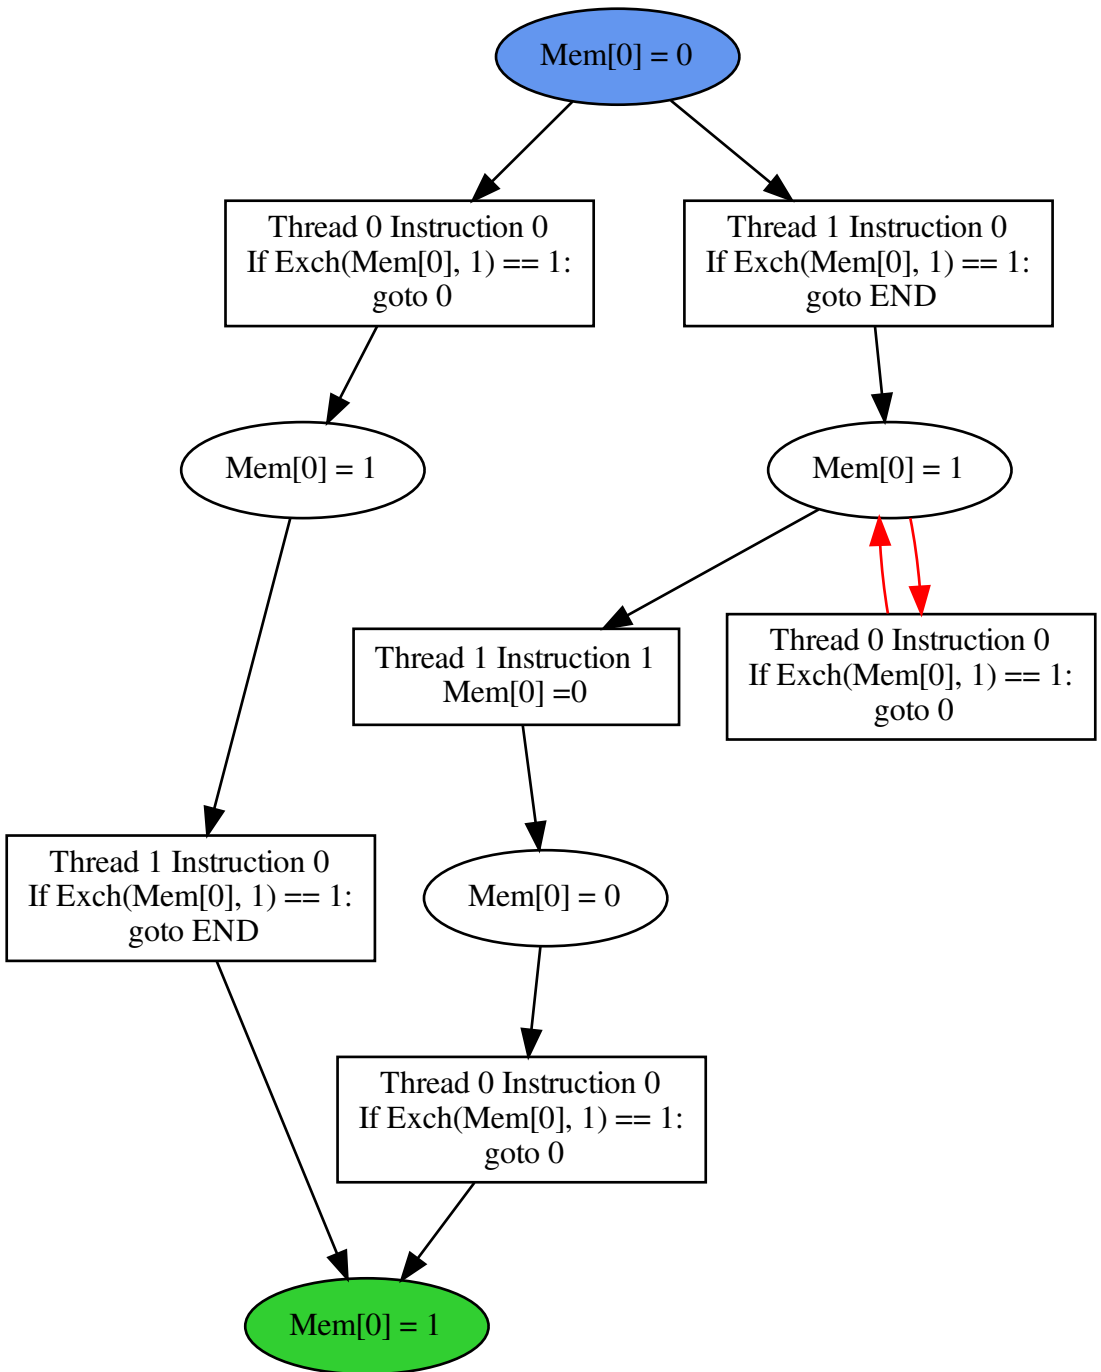 Mem[0] = 0
Thread 0 Instruction 0
If Exch(Mem[0], 1) == 1:
goto 0
Thread 1 Instruction 0
If Exch(Mem[0], 1) == 1:
goto END
Mem[0] = 1
Mem[0] = 1
Thread 1 Instruction 1
Mem[0] =0
Thread 0 Instruction 0
If Exch(Mem[0], 1) == 1:
goto 0
Thread 1 Instruction 0
If Exch(Mem[0], 1) == 1:
goto END
Mem[0] = 0
Thread 0 Instruction 0
If Exch(Mem[0], 1) == 1:
goto 0
Mem[0] = 1